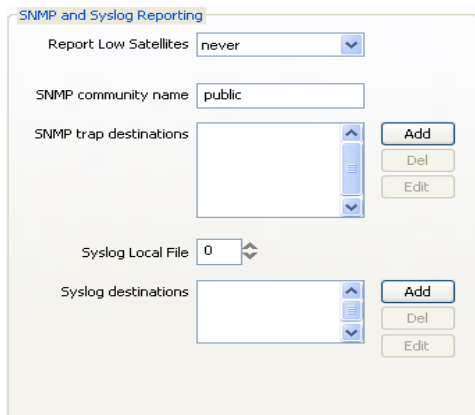 SNMP and Syslog Reporting
Report Low Satellites never
SNMP community name public
SNMP trap destinations Add
Del
Edit
Syslog Local File 0
Syslog destinations Add
Del
Edit